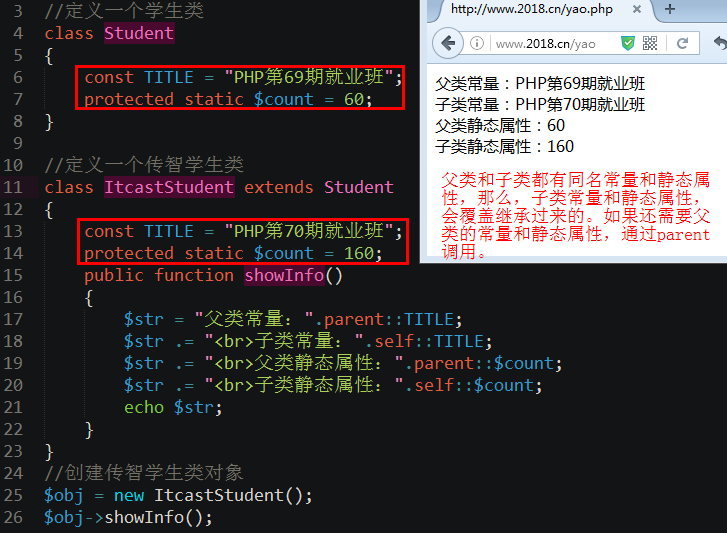 3 //定义一个学生类
4 class Student
5 {
6 const TITLE = "PHP第69期就业班";
7 protected static $count = 60;
8 }
9
10 //定义一个传智学生类
11 class ItcastStudent extends Student
12 {
13 const TITLE = "PHP第70期就业班";
14 protected static $count = 160;
15 public function showInfo()
16 {
17 $str = "父类常量：".parent::TITLE;
18 $str .= "<br>子类常量：".self::TITLE;
19 $str .= "<br>父类静态属性：".parent::$count;
20 $str .= "<br>子类静态属性：".self::$count;
21 echo $str;
22 }
23 }
24 //创建传智学生类对象
25 $obj = new ItcastStudent();
26 $obj->showInfo();
http://www.2018.cn/yao.php
www.2018.cn/yao
父类常量：PHP第69期就业班
子类常量：PHP第70期就业班
父类静态属性：60
子类静态属性：160
父类和子类都有同名常量和静态属
性，那么，子类常量和静态属性，
会覆盖继承过来的。如果还需要父
类的常量和静态属性，通过parent
调用。